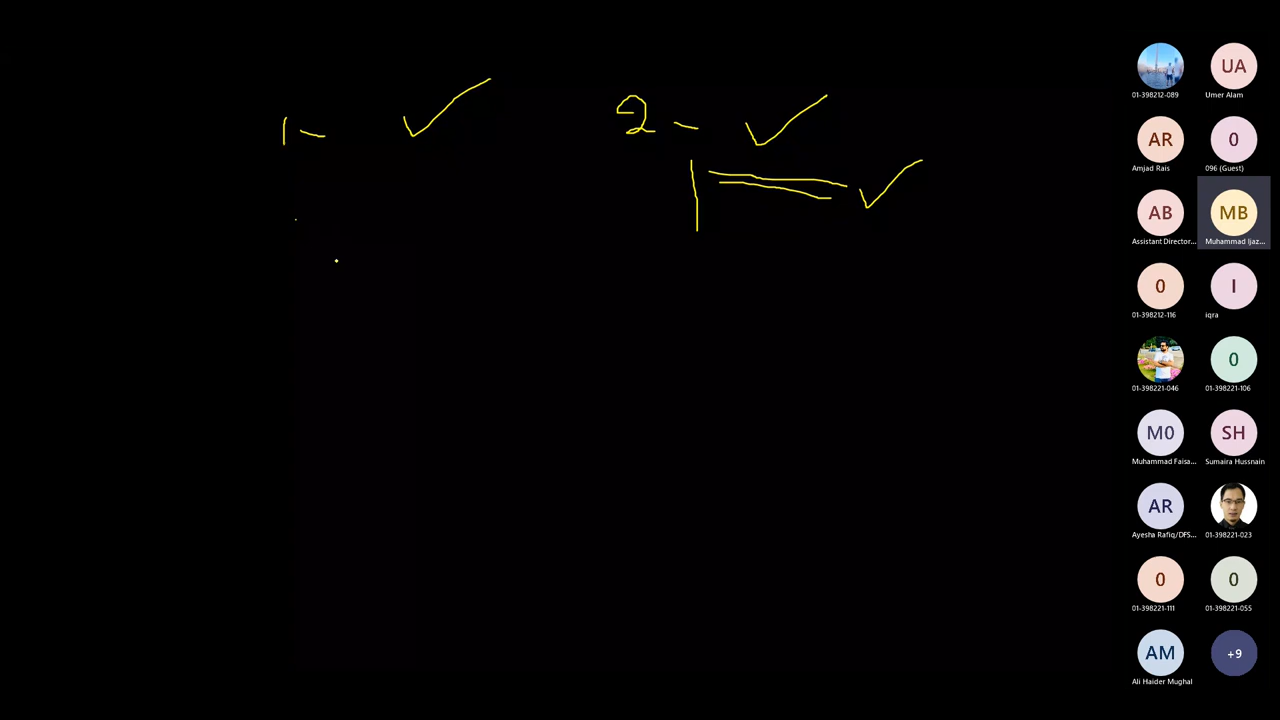 1- ✓ 2- ✓
✓
UA
01-398212-089 Umer Alam
AR 0
Amjad Rais 096 (Guest)
AB MB
Assistant Director... Muhammad Ijaz...
0 I
01-398212-116 iqra
0
01-398221-046 01-398221-106
M0 SH
Muhammad Faisa... Sumaira Hussnain
AR
Ayesha Rafiq/DFS... 01-398221-023
0 0
01-398221-111 01-398221-055
AM +9
Ali Haider Mughal